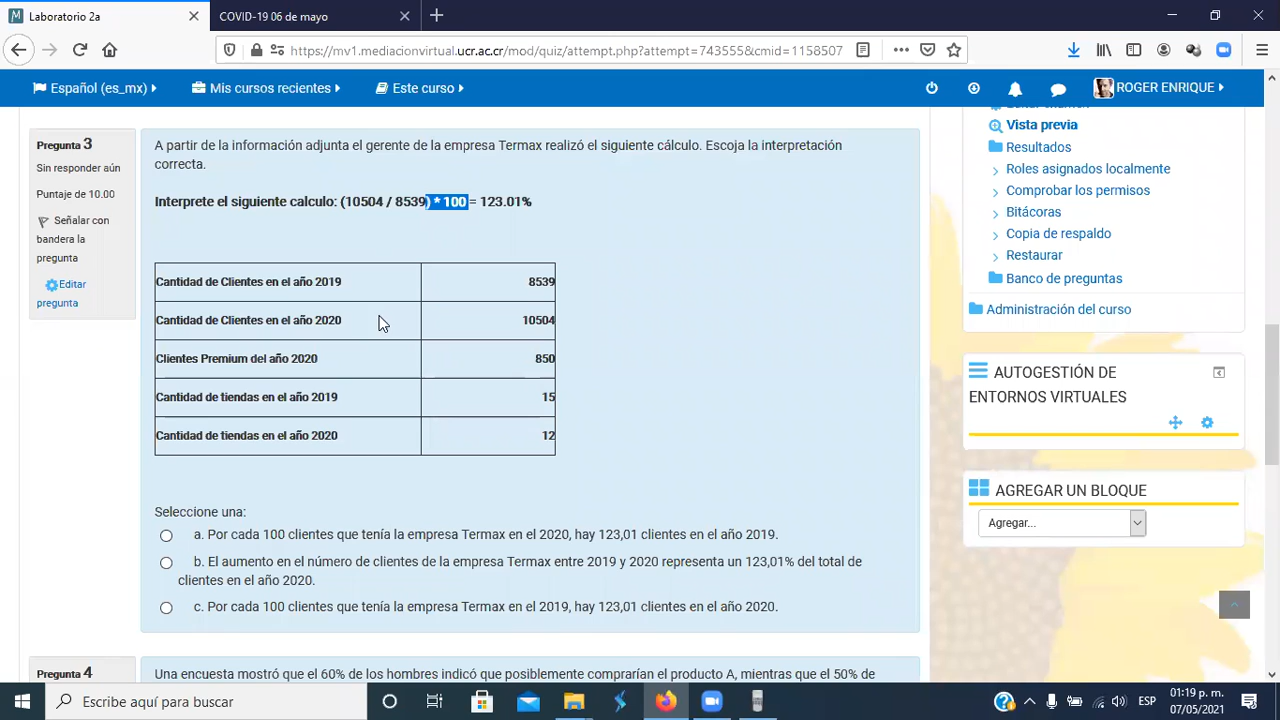 Laboratorio 2a
COVID-19 06 de mayo
https://mv1.mediacionvirtual.ucr.ac.cr/mod/quiz/attempt.php?attempt=743555&cmid=1158507
Español (es_mx)
Mis cursos recientes
Este curso
ROGER ENRIQUE
Pregunta 3
Sin responder aún
Puntaje de 10.00
Señalar con
bandera la
pregunta
Editar
pregunta
A partir de la información adjunta el gerente de la empresa Termax realizó el siguiente cálculo. Escoja la interpretación
correcta.
Interprete el siguiente calculo: (10504 / 8539) * 100 = 123.01%
Cantidad de Clientes en el año 2019 8539
Cantidad de Clientes en el año 2020 10504
Clientes Premium del año 2020 850
Cantidad de tiendas en el año 2019 15
Cantidad de tiendas en el año 2020 12
Seleccione una:
a. Por cada 100 clientes que tenía la empresa Termax en el 2020, hay 123,01 clientes en el año 2019.
b. El aumento en el número de clientes de la empresa Termax entre 2019 y 2020 representa un 123,01% del total de
clientes en el año 2020.
c. Por cada 100 clientes que tenía la empresa Termax en el 2019, hay 123,01 clientes en el año 2020.
Pregunta 4
Una encuesta mostró que el 60% de los hombres indicó que posiblemente comprarían el producto A, mientras que el 50% de
Vista previa
Resultados
Roles asignados localmente
Comprobar los permisos
Bitácoras
Copia de respaldo
Restaurar
Banco de preguntas
Administración del curso
AUTOGESTIÓN DE
ENTORNOS VIRTUALES
AGREGAR UN BLOQUE
Agregar...
Escribe aquí para buscar
ESP
01:19 p. m.
07/05/2021